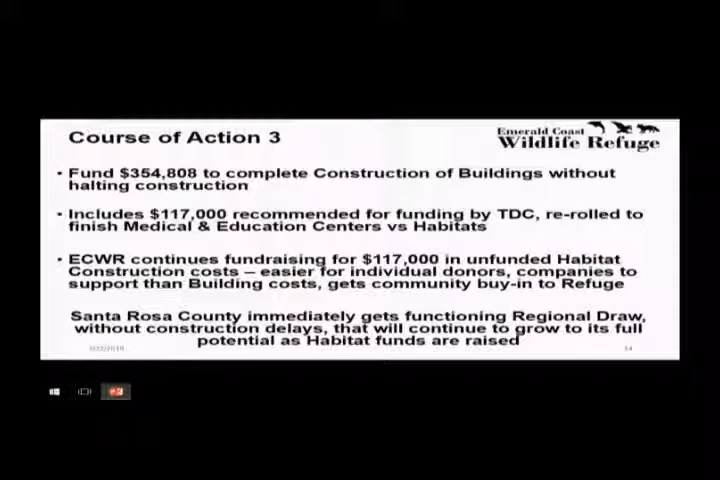 Course of Action 3
Emerald Coast
Wildlife Refuge
• Fund $354,808 to complete Construction of Buildings without
halting construction
• Includes $117,000 recommended for funding by TDC, re-rolled to
finish Medical & Education Centers vs Habitats
• ECWR continues fundraising for $117,000 in unfunded Habitat
Construction costs – easier for individual donors, companies to
support than Building costs, gets community buy-in to Refuge
Santa Rosa County immediately gets functioning Regional Draw,
without construction delays, that will continue to grow to its full
potential as Habitat funds are raised